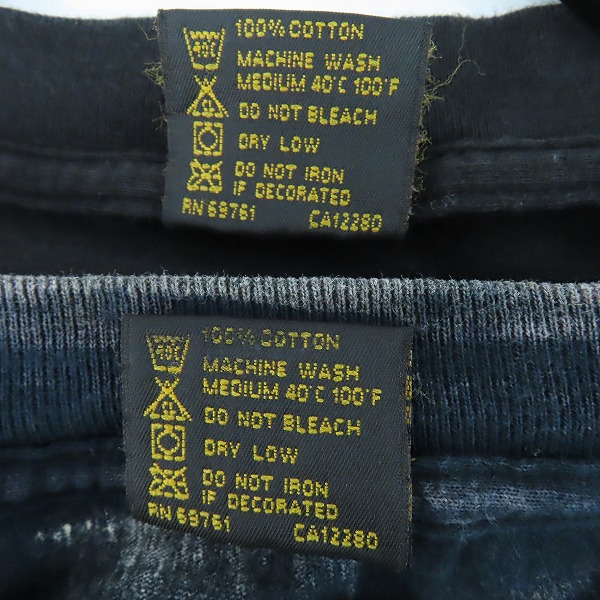 40C
100% COTTON
MACHINE WASH
MEDIUM 40°C 100°F
DO NOT BLEACH
DRY LOW
DO NOT IRON
IF DECORATED
RN 69761 CA12280
40C
100% COTTON
MACHINE WASH
MEDIUM 40°C 100°F
DO NOT BLEACH
DRY LOW
DO NOT IRON
IF DECORATED
RN 69761 CA12280